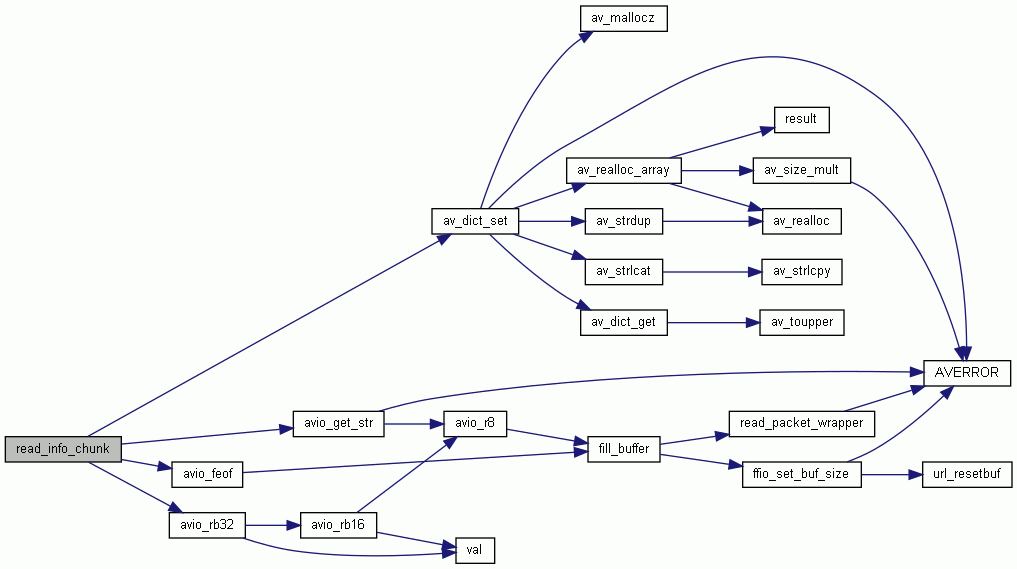 av_mallocz
result
av_realloc_array
av_size_mult
av_dict_set
av_strdup
av_realloc
av_strlcat
av_strlcpy
av_dict_get
av_toupper
AVERROR
avio_get_str
avio_r8
read_packet_wrapper
read_info_chunk
fill_buffer
avio_feof
ffio_set_buf_size
url_resetbuf
avio_rb32
avio_rb16
val